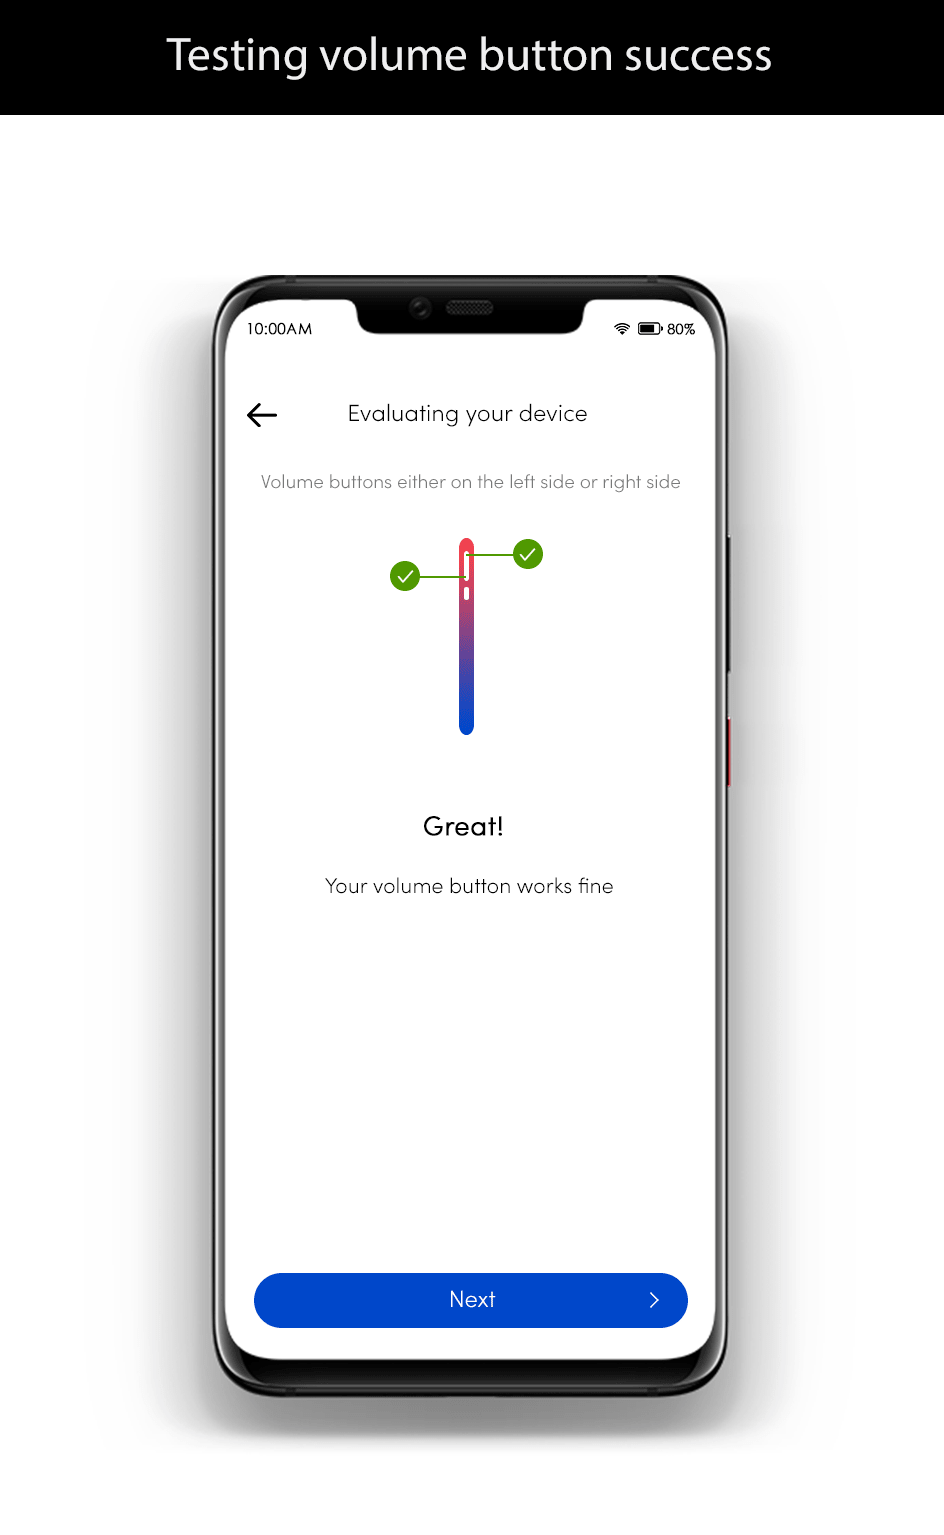 Testing volume button success
10:00AM 80%
Evaluating your device
Volume buttons either on the left side or right side
Great!
Your volume button works fine
Next